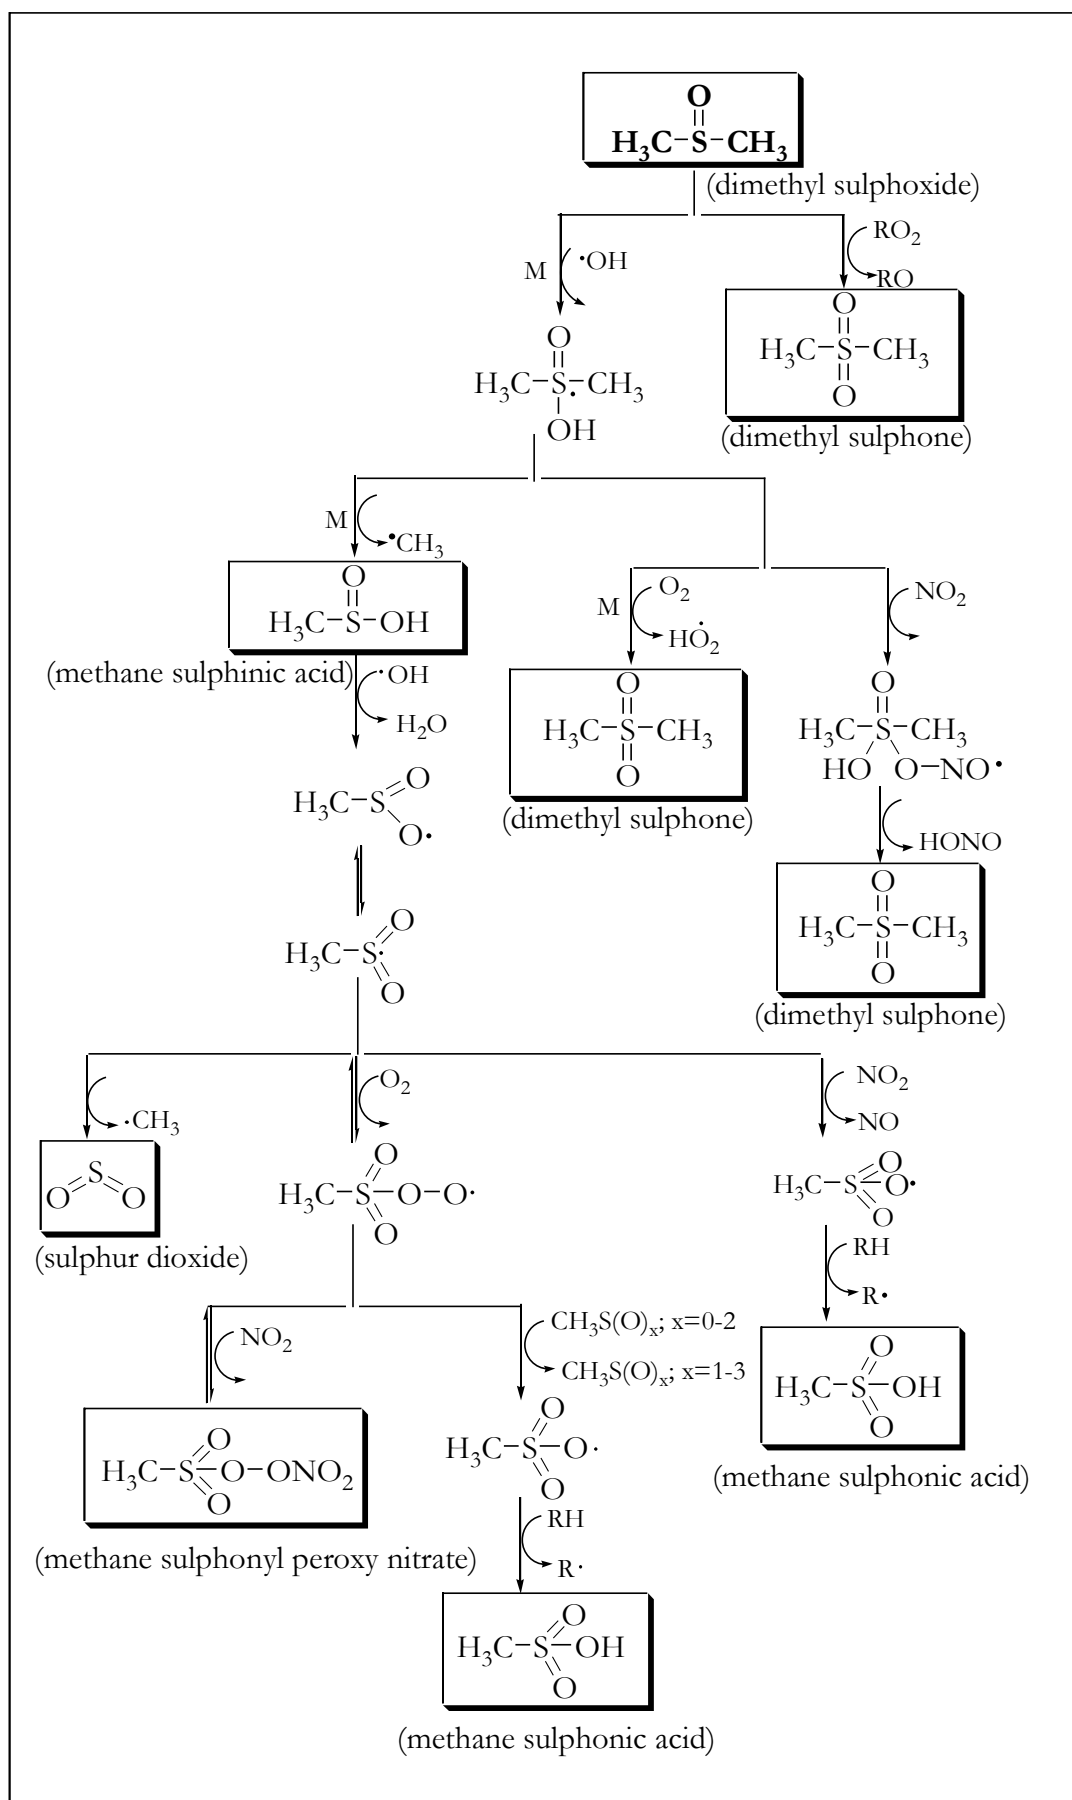 O
H₃C–S–CH₃
(dimethyl sulphoxide)
M
·OH
RO₂
RO
O
H₃C–S–CH₃
O
(dimethyl sulphone)
O
H₃C–S·–CH₃
OH
M
·CH₃
O
H₃C–S–OH
(methane sulphinic acid)
·OH
H₂O
M
O₂
HO₂·
O
H₃C–S–CH₃
O
(dimethyl sulphone)
NO₂
O
H₃C–S–CH₃
HO O–NO·
HONO
O
H₃C–S–CH₃
O
(dimethyl sulphone)
O
H₃C–S
O·
O
H₃C–S·
O
·CH₃
S
O O
(sulphur dioxide)
O₂
O
H₃C–S–O–O·
O
NO₂
NO
O
H₃C–S–O·
O
RH
R·
O
H₃C–S–OH
O
(methane sulphonic acid)
NO₂
O
H₃C–S–O–ONO₂
O
(methane sulphonyl peroxy nitrate)
CH₃S(O)ₓ; x=0-2
CH₃S(O)ₓ; x=1-3
O
H₃C–S–O·
O
RH
R·
O
H₃C–S–OH
O
(methane sulphonic acid)